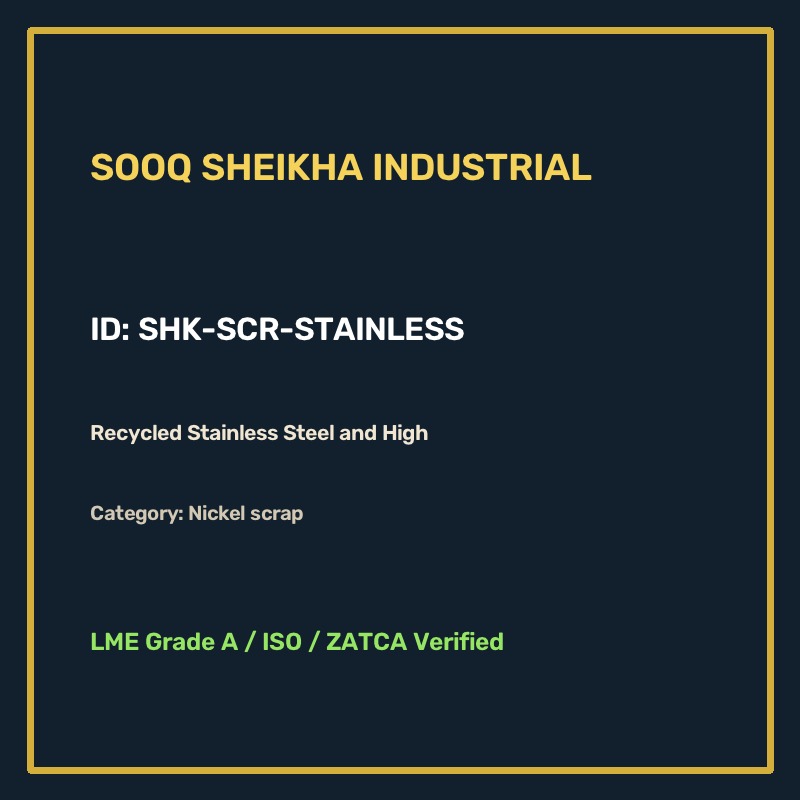 SOOQ SHEIKHA INDUSTRIAL
ID: SHK-SCR-STAINLESS
Recycled Stainless Steel and High
Category: Nickel scrap
LME Grade A / ISO / ZATCA Verified